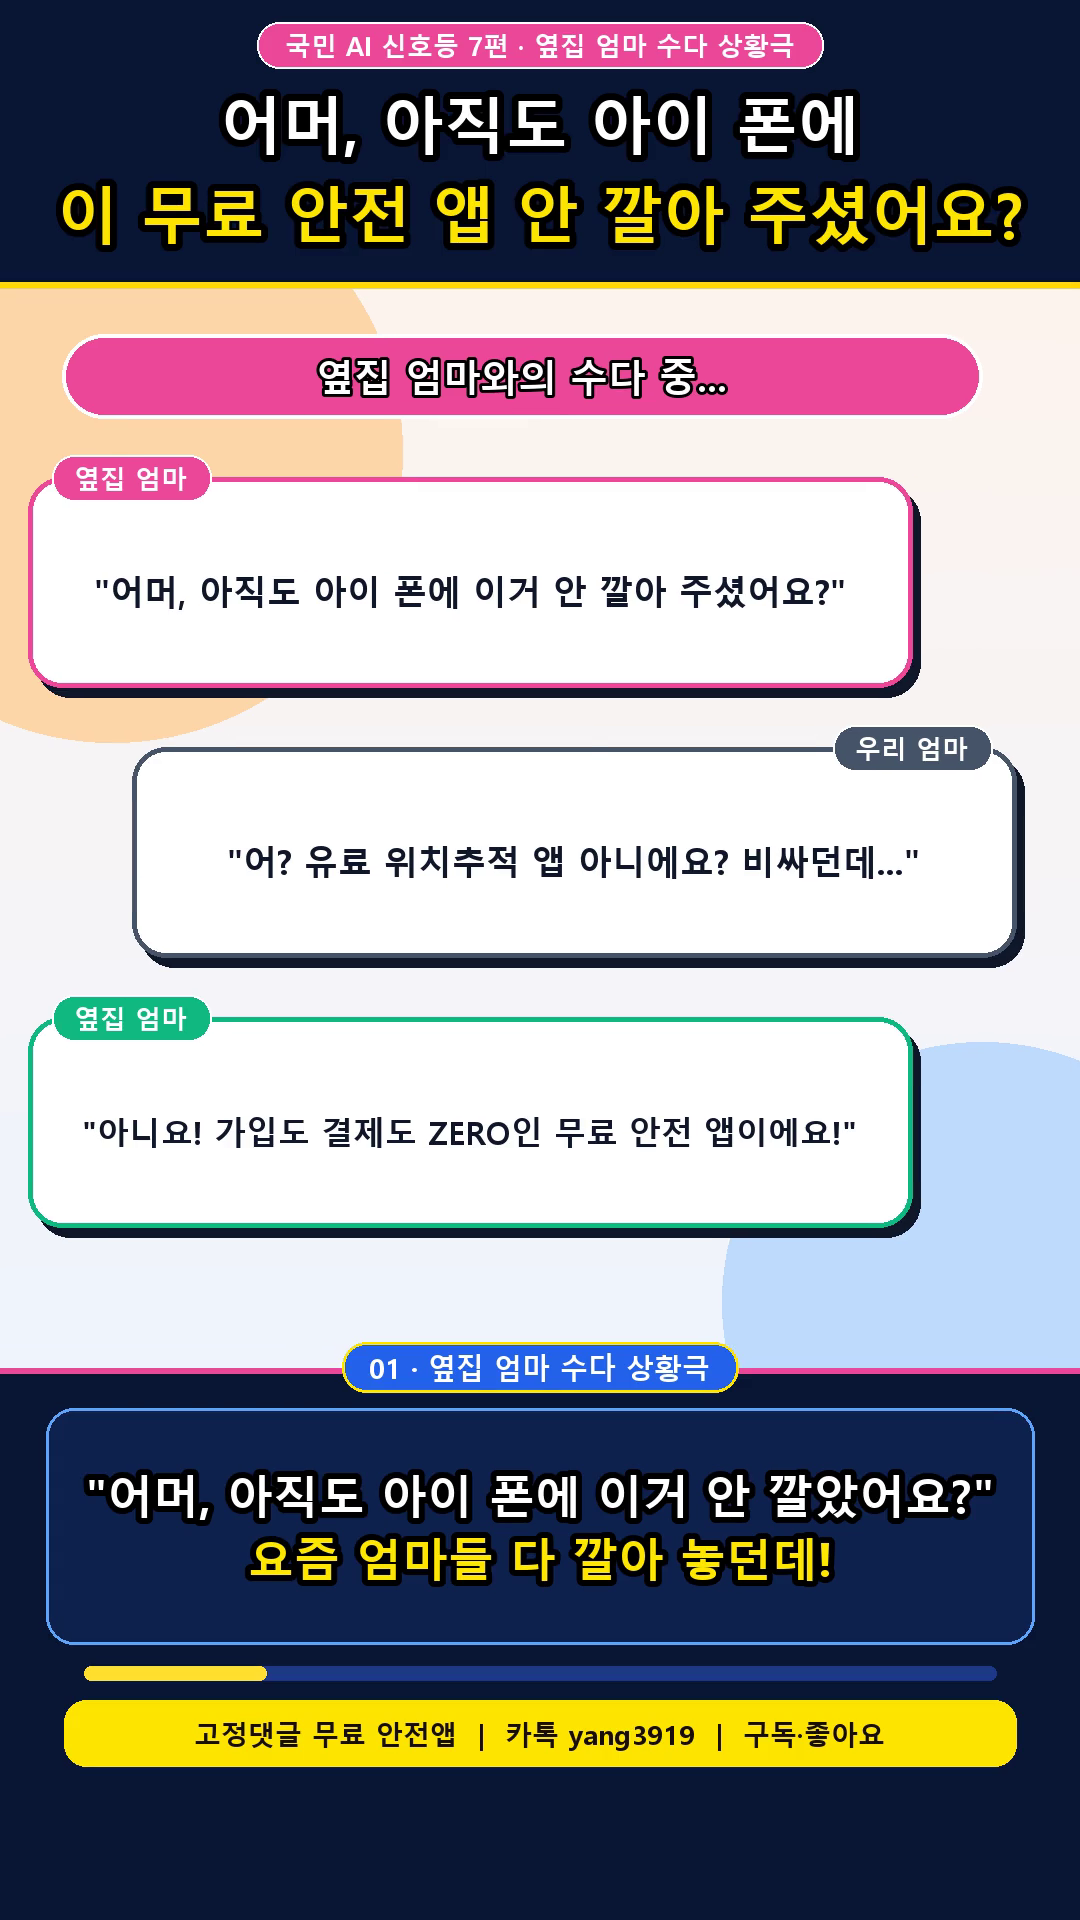 국민 AI 신호등 7편 · 옆집 엄마 수다 상황극
어머, 아직도 아이 폰에
이 무료 안전 앱 안 깔아 주셨어요?
옆집 엄마와의 수다 중...
옆집 엄마
"어머, 아직도 아이 폰에 이거 안 깔아 주셨어요?"
우리 엄마
"어? 유료 위치추적 앱 아니에요? 비싸던데..."
옆집 엄마
"아니요! 가입도 결제도 ZERO인 무료 안전 앱이에요!"
01 · 옆집 엄마 수다 상황극
"어머, 아직도 아이 폰에 이거 안 깔았어요?"
요즘 엄마들 다 깔아 놓던데!
고정댓글 무료 안전앱 | 카톡 yang3919 | 구독·좋아요